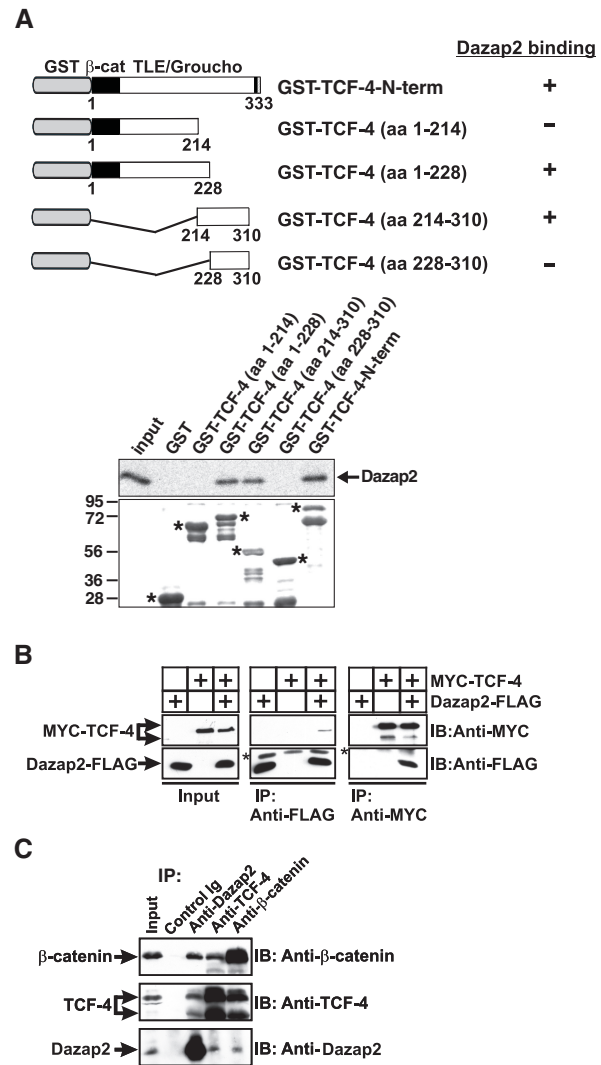 A
Dazap2 binding
GST β-cat TLE/Groucho
GST-TCF-4-N-term +
1 333
GST-TCF-4 (aa 1-214) -
1 214
GST-TCF-4 (aa 1-228) +
1 228
GST-TCF-4 (aa 214-310) +
214 310
GST-TCF-4 (aa 228-310) -
228 310
input
GST
GST-TCF-4 (aa 1-214)
GST-TCF-4 (aa 1-228)
GST-TCF-4 (aa 214-310)
GST-TCF-4 (aa 228-310)
GST-TCF-4-N-term
Dazap2
95
72
56
36
28
* * * * * *
B
+ + + + + + MYC-TCF-4
+ + + + + Dazap2-FLAG
MYC-TCF-4 IB:Anti-MYC
Dazap2-FLAG * * IB:Anti-FLAG
Input
IP:
Anti-FLAG
IP:
Anti-MYC
C
IP:
Input
Control Ig
Anti-Dazap2
Anti-TCF-4
Anti-β-catenin
β-catenin IB: Anti-β-catenin
TCF-4 IB: Anti-TCF-4
Dazap2 IB: Anti-Dazap2